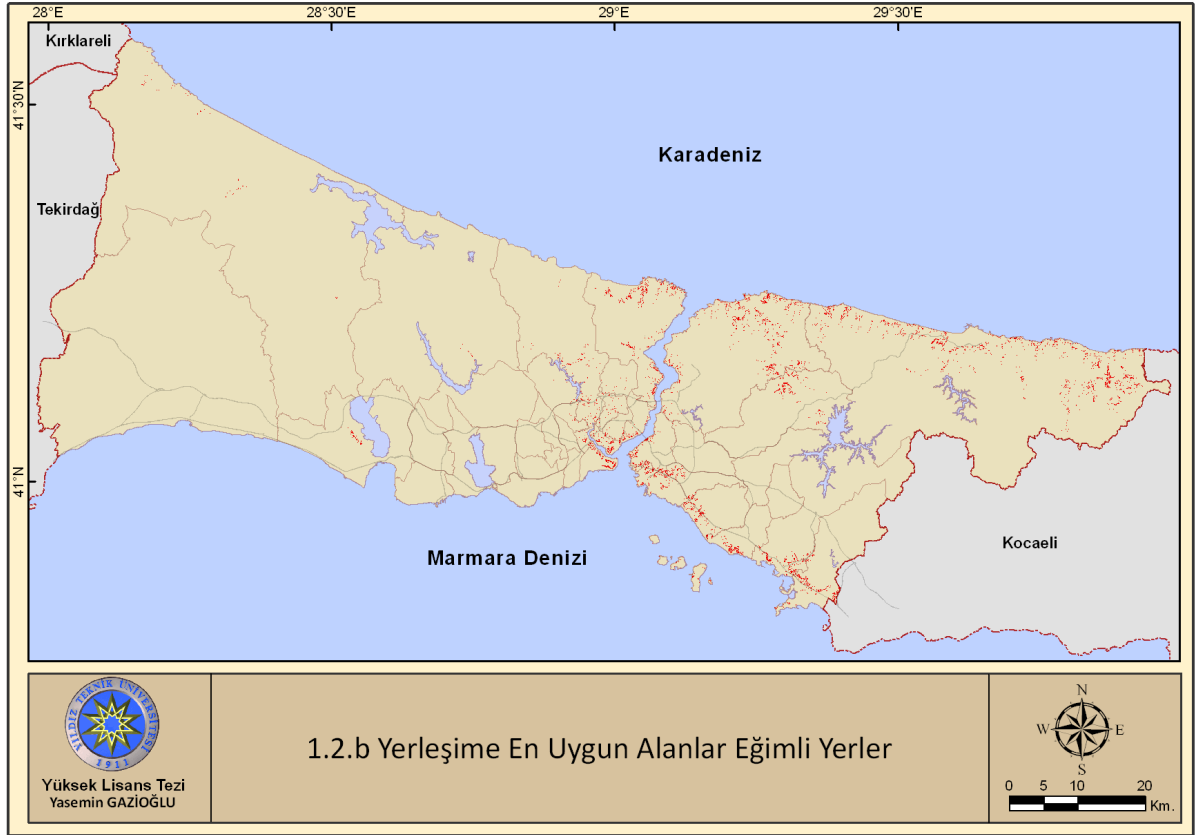 28°E
28°30'E
29°E
29°30'E
Kırklareli
41°30'N
Karadeniz
Tekirdağ
41°N
Kocaeli
Marmara Denizi
YILDIZ TEKNİK ÜNİVERSİTESİ
1911
Yüksek Lisans Tezi
Yasemin GAZİOĞLU
1.2.b Yerleşime En Uygun Alanlar Eğimli Yerler
N
W E
S
0 5 10 20
Km.